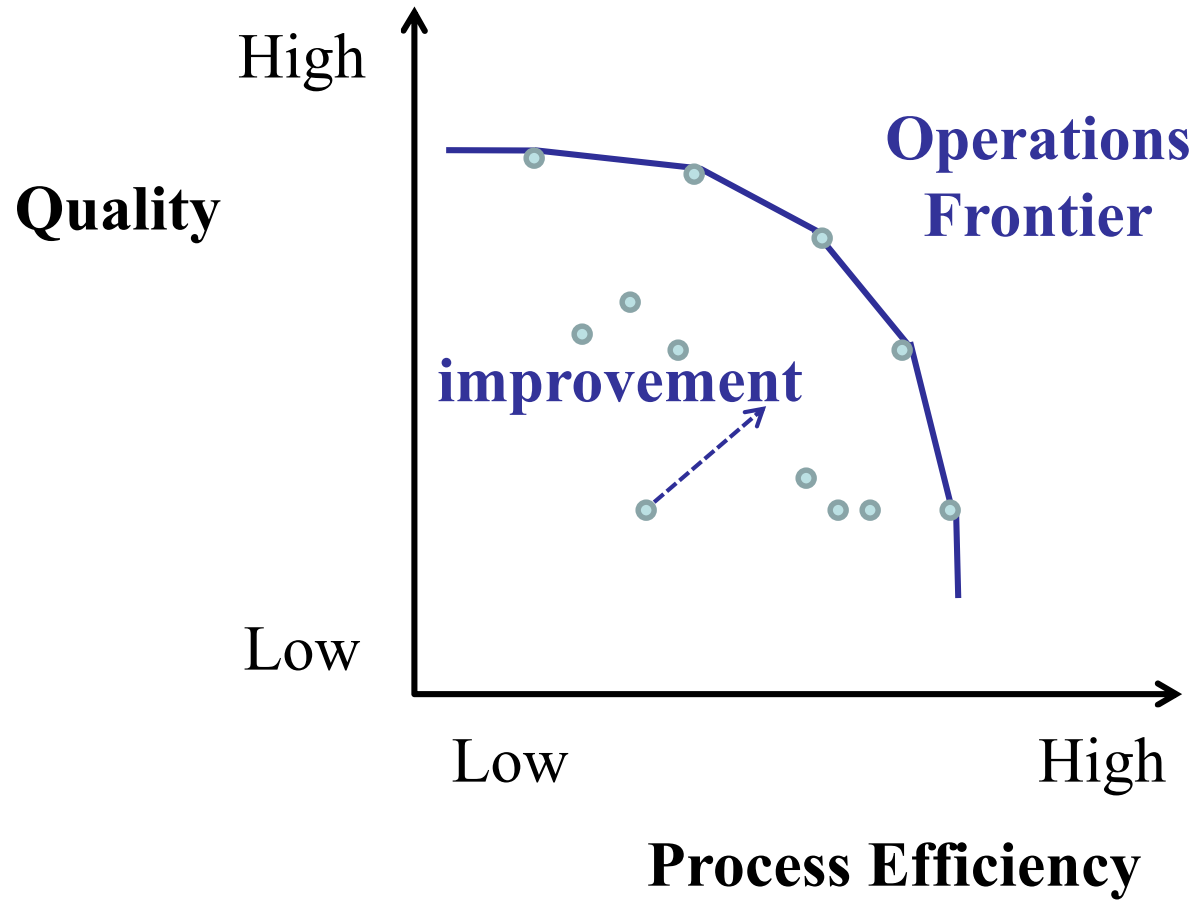 High
Operations
Frontier
Quality
improvement
Low
Low
High
Process Efficiency